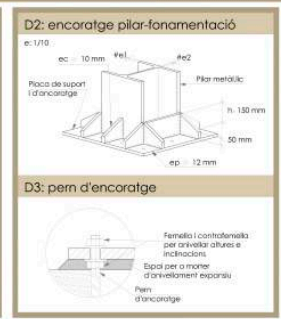 D2: encoratge pilar-fonamentació
e: 1/10
ec = 10 mm
#e1
#e2
Placa de suport
i d'ancoratge
Pilar metàl·lic
h= 150 mm
50 mm
ep = 12 mm
D3: pern d'encoratge
Femella i contrafemella
per anivellar altures e
inclinacions
Espai per a morter
d'anivellament expansiu
Pern
d'ancoratge